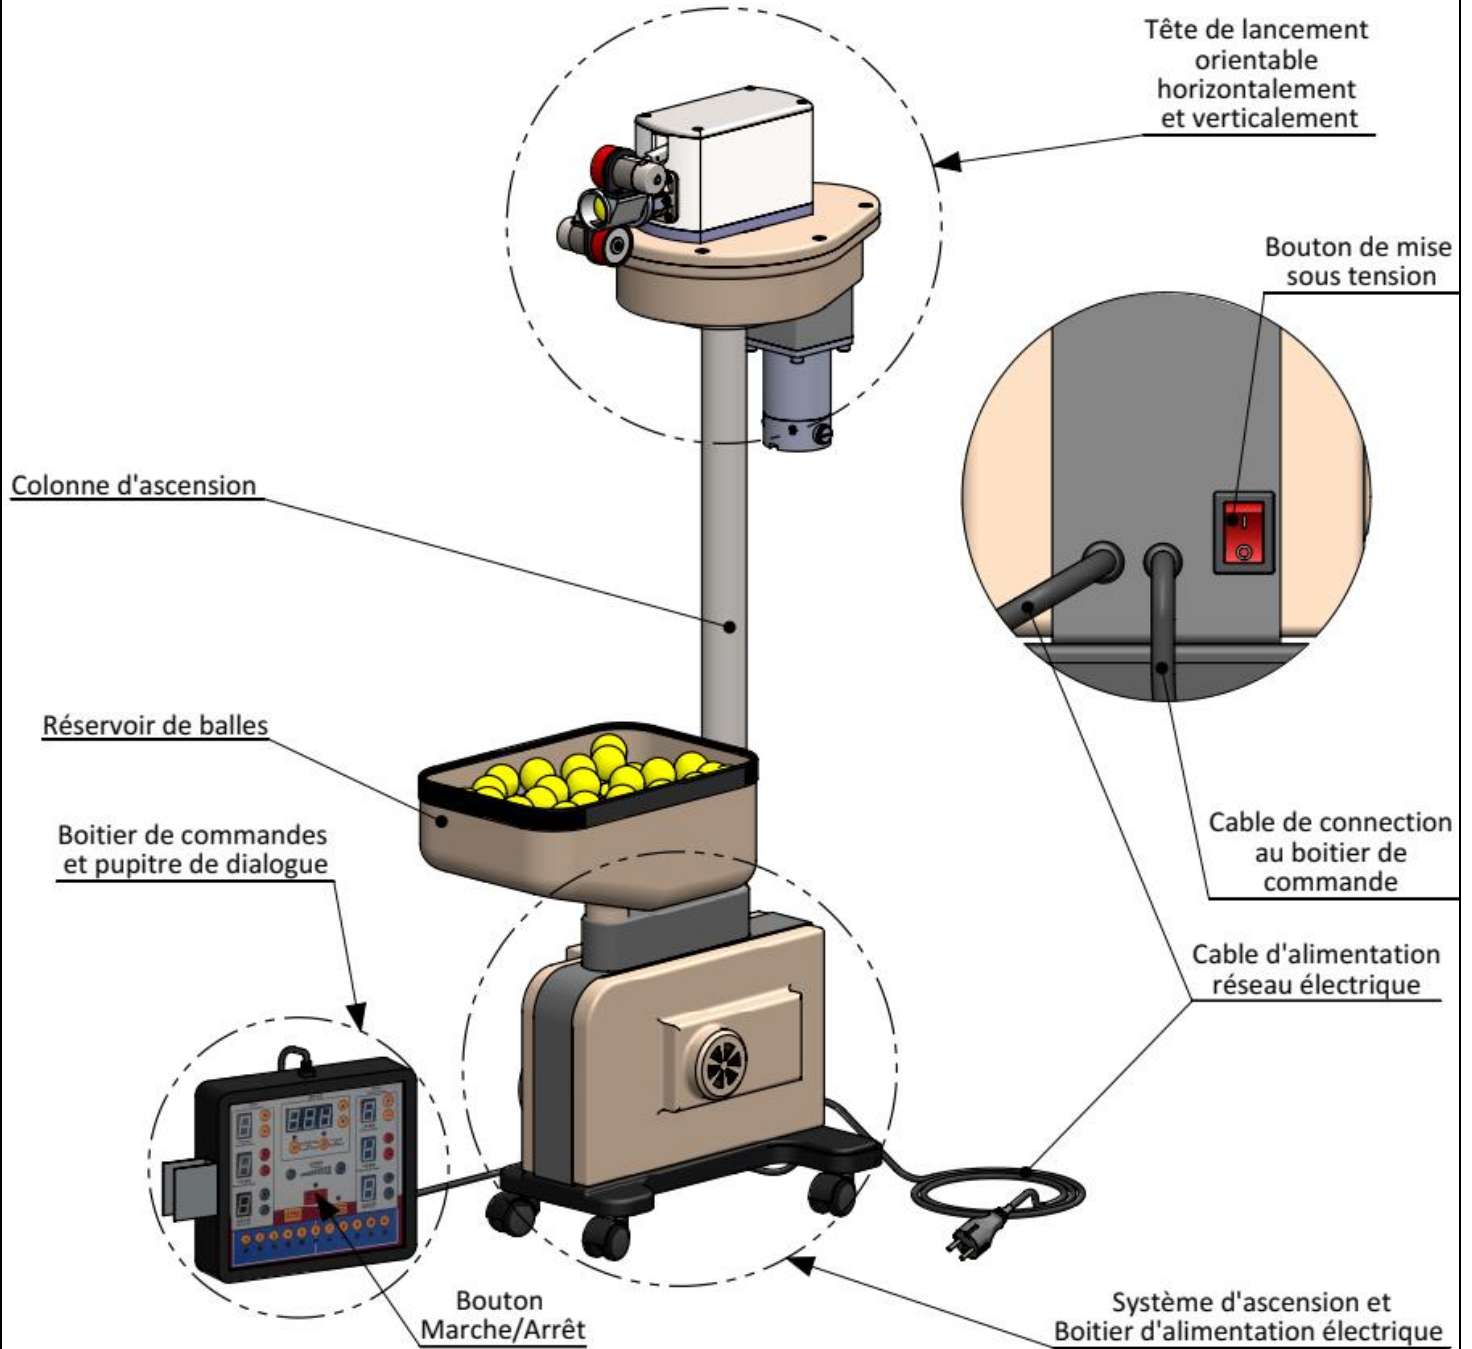 Tête de lancement
orientable
horizontalement
et verticalement
Bouton de mise
sous tension
Colonne d'ascension
Réservoir de balles
Boitier de commandes
et pupitre de dialogue
Cable de connection
au boitier de
commande
Cable d'alimentation
réseau électrique
Bouton
Marche/Arrêt
Système d'ascension et
Boitier d'alimentation électrique